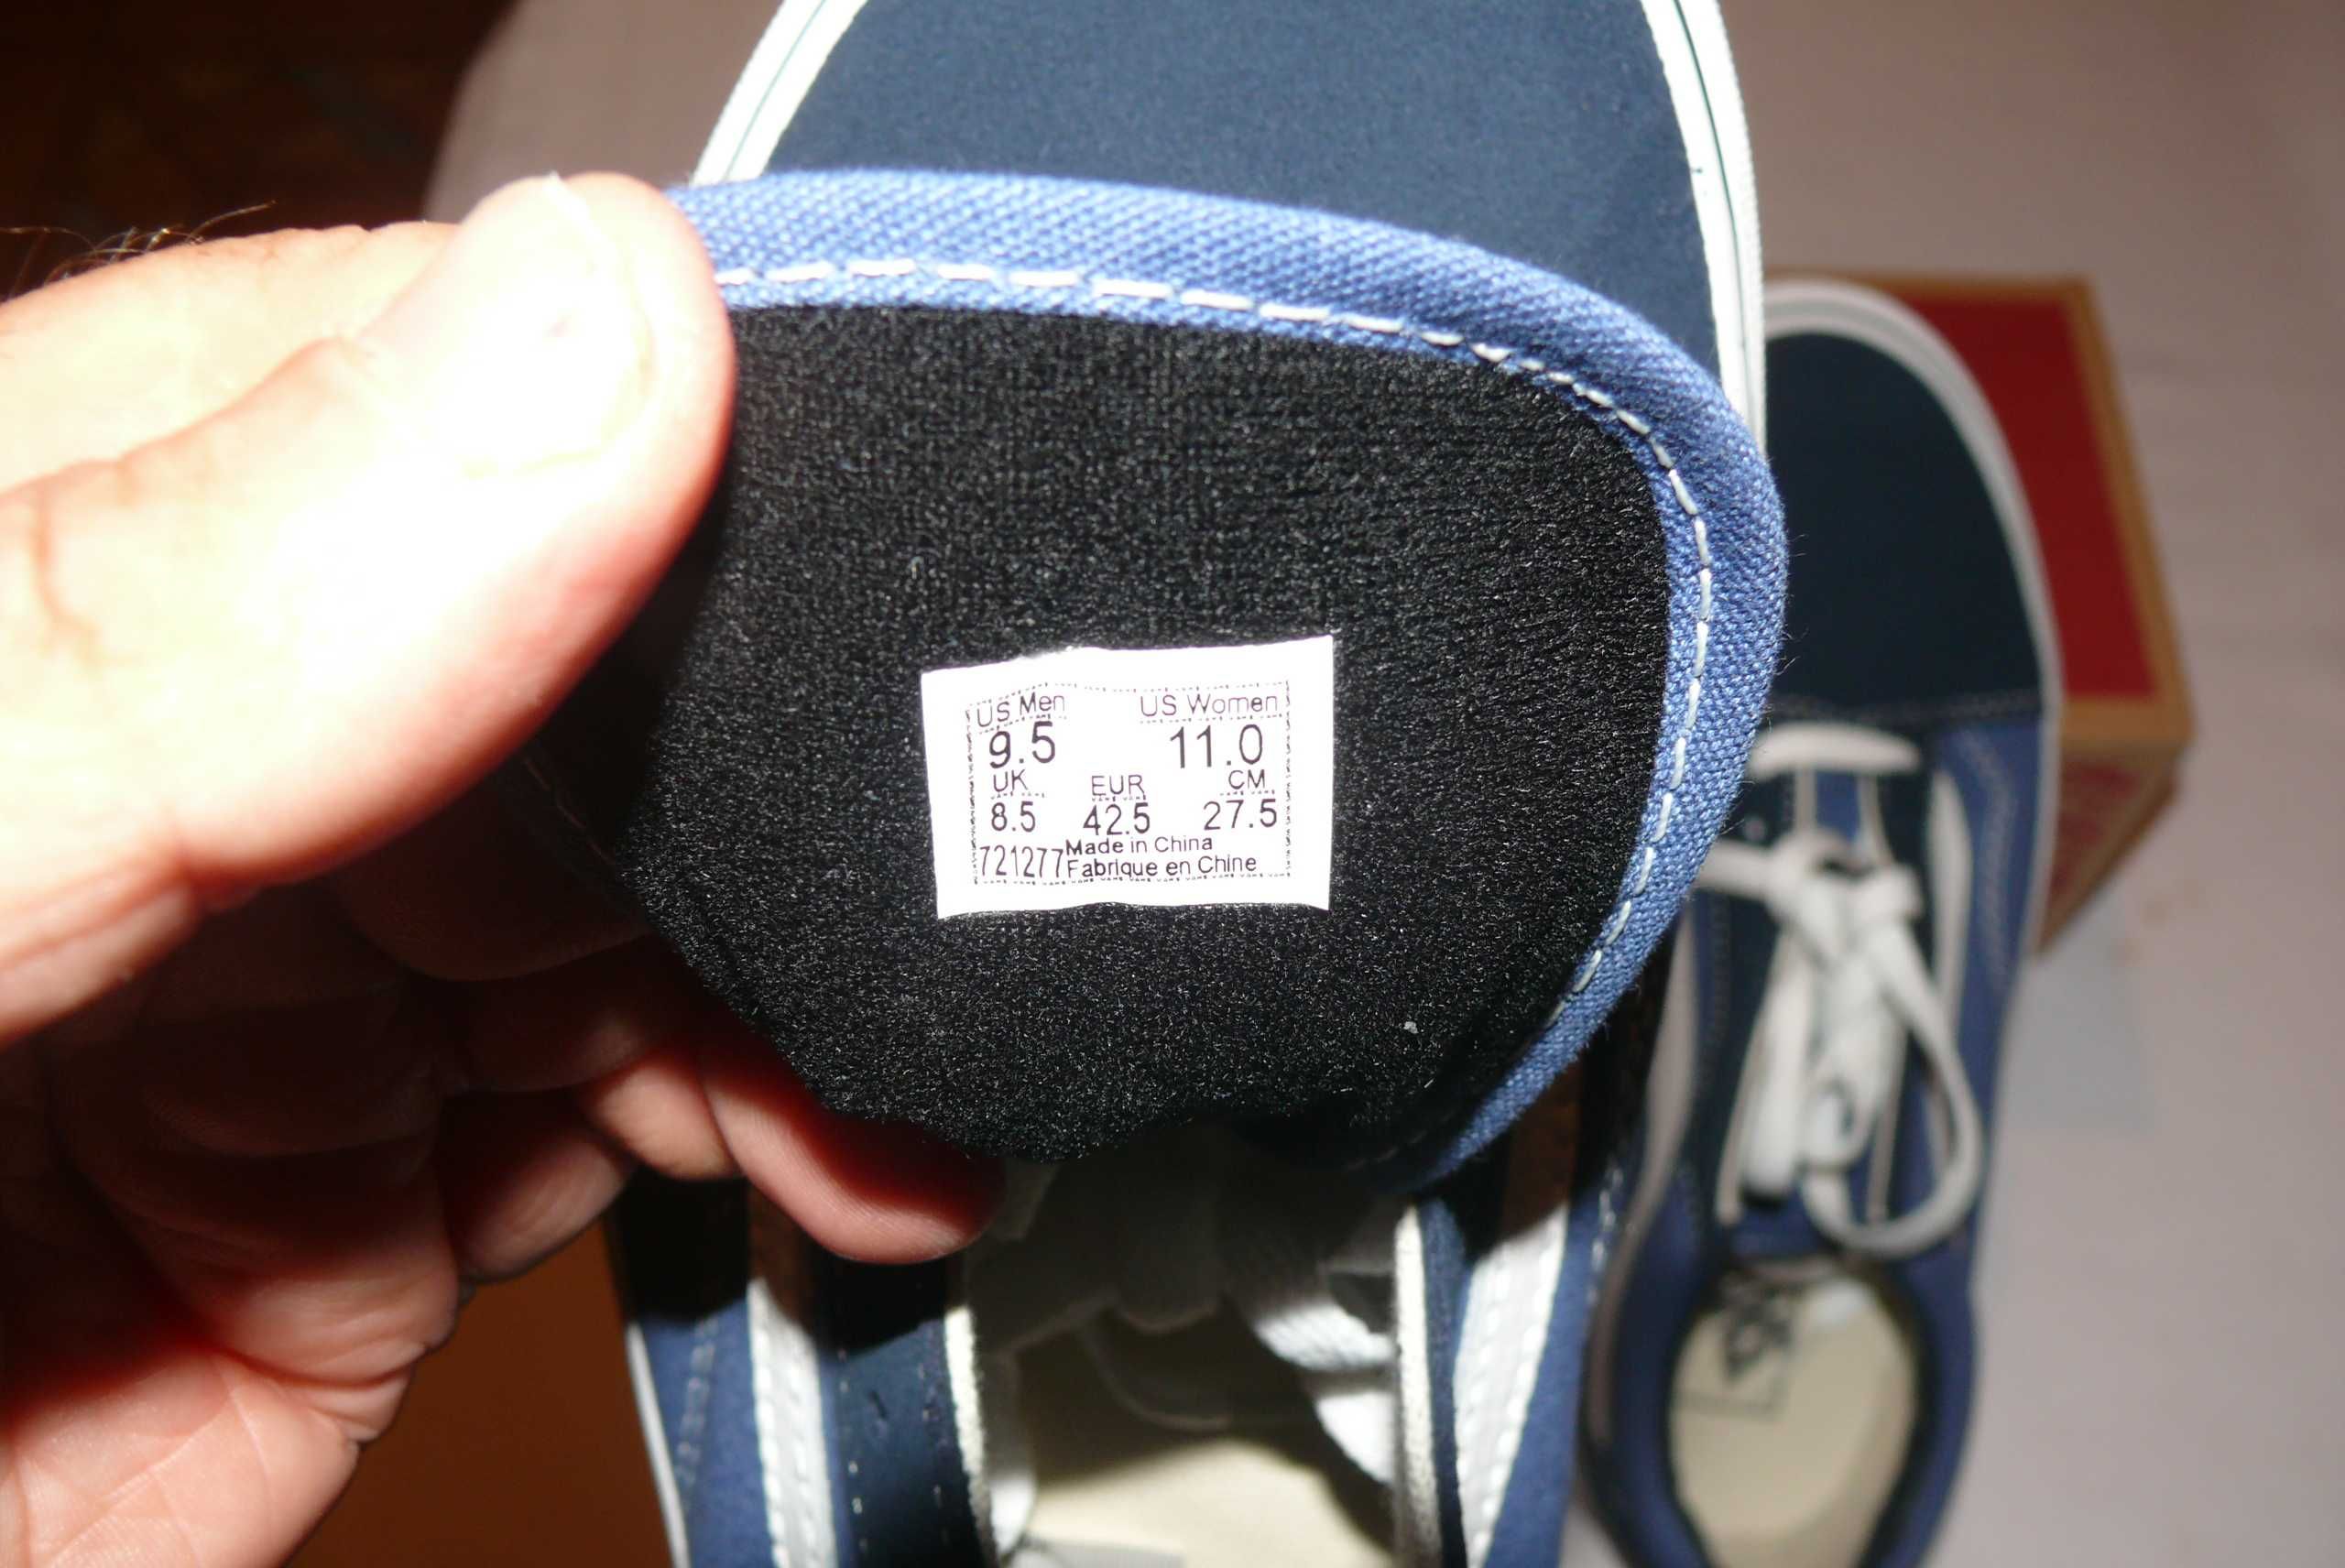 US Men US Women
9.5 11.0
UK EUR CM
8.5 42.5 27.5
721277 Made in China
Fabrique en Chine